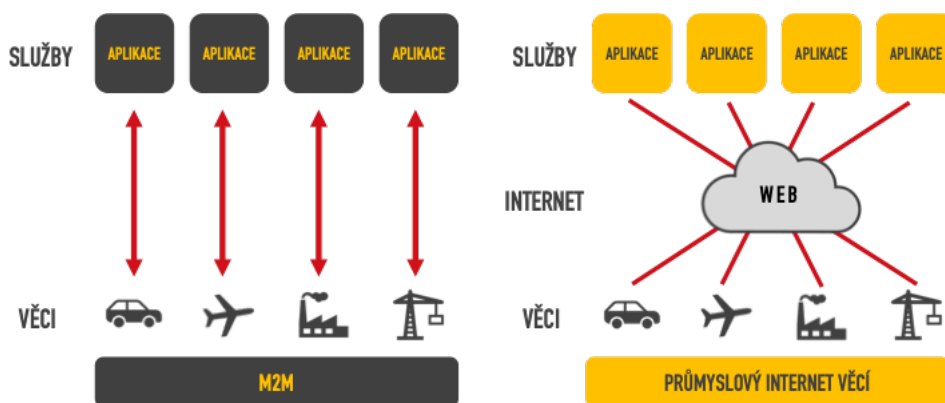 SLUŽBY
APLIKACE
APLIKACE
APLIKACE
APLIKACE
VĚCI
M2M
SLUŽBY
APLIKACE
APLIKACE
APLIKACE
APLIKACE
INTERNET
WEB
VĚCI
PRŮMYSLOVÝ INTERNET VĚCÍ